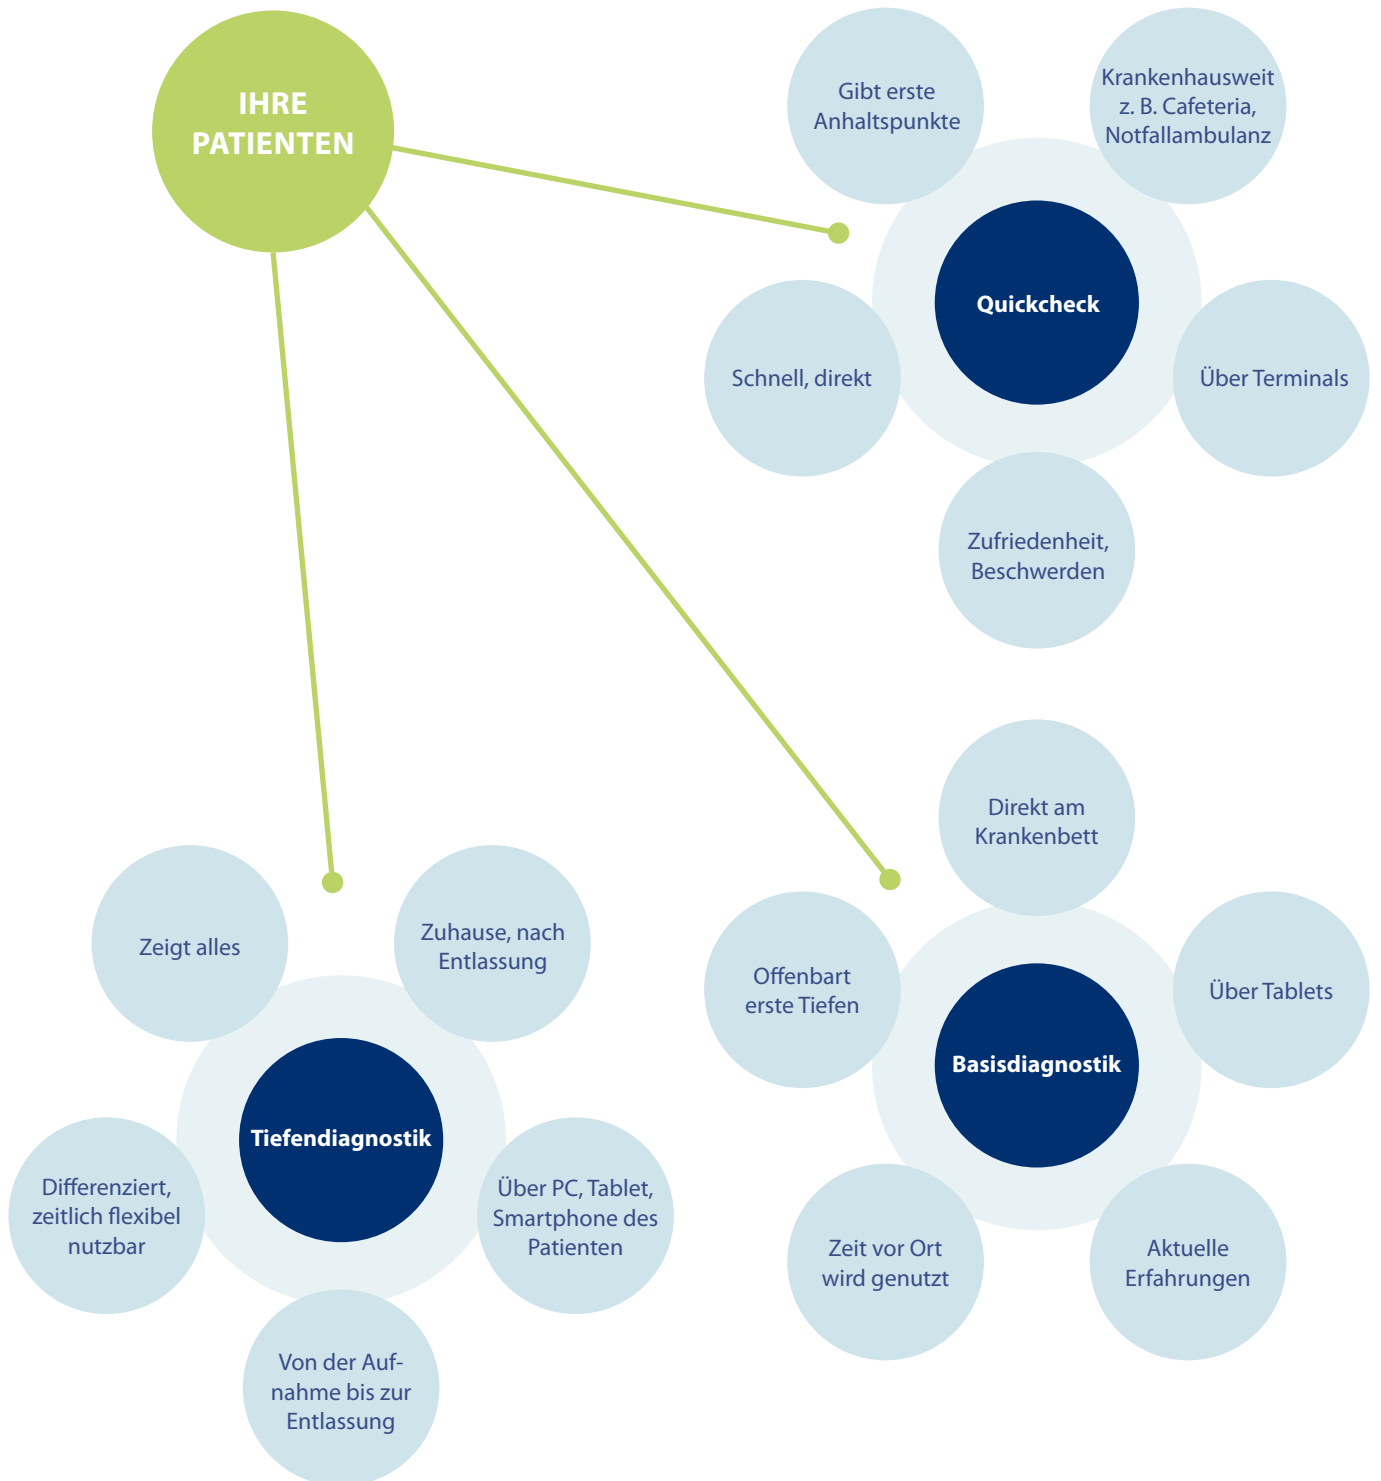 IHRE
PATIENTEN
Gibt erste
Anhaltspunkte
Krankenhausweit
z. B. Cafeteria,
Notfallambulanz
Quickcheck
Schnell, direkt
Über Terminals
Zufriedenheit,
Beschwerden
Direkt am
Krankenbett
Offenbart
erste Tiefen
Über Tablets
Basisdiagnostik
Zeit vor Ort
wird genutzt
Aktuelle
Erfahrungen
Zeigt alles
Zuhause, nach
Entlassung
Tiefendiagnostik
Differenziert,
zeitlich flexibel
nutzbar
Über PC, Tablet,
Smartphone des
Patienten
Von der Auf-
nahme bis zur
Entlassung